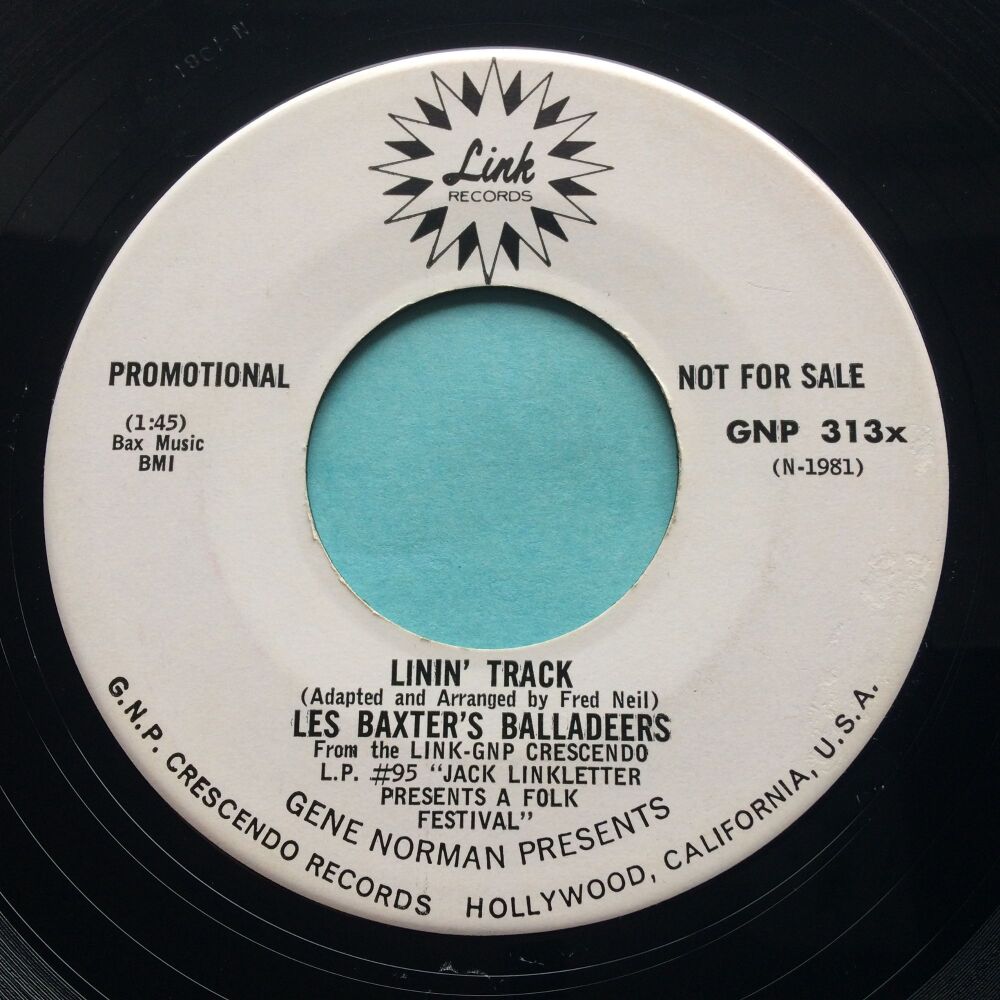 Link
RECORDS
PROMOTIONAL
(1:45)
Bax Music
BMI
NOT FOR SALE
GNP 313x
(N-1981)
LININ' TRACK
(Adapted and Arranged by Fred Neil)
LES BAXTER'S BALLADEERS
From the LINK-GNP CRESCENDO
L.P. #95 "JACK LINKLETTER
PRESENTS A FOLK
FESTIVAL"
GENE NORMAN PRESENTS
G.N.P. CRESCENDO RECORDS HOLLYWOOD, CALIFORNIA, U.S.A.
N-1981